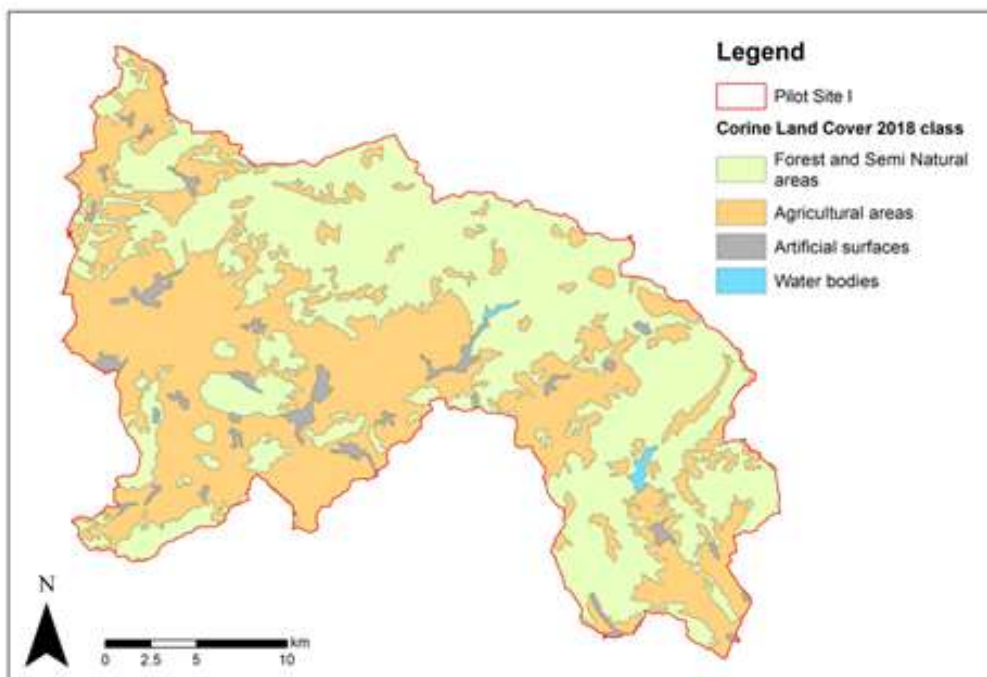 Legend
Pilot Site I
Corine Land Cover 2018 class
Forest and Semi Natural
areas
Agricultural areas
Artificial surfaces
Water bodies
N
km
0 2.5 5 10